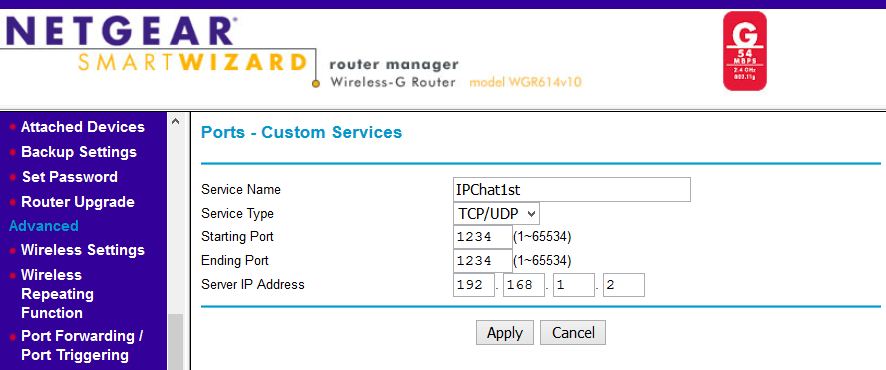 NETGEAR
SMARTWIZARD router manager
Wireless-G Router model WGR614v10
G
54
MBPS
2.4 GHz
802.11g
Attached Devices
Backup Settings
Set Password
Router Upgrade
Advanced
Wireless Settings
Wireless
Repeating
Function
Port Forwarding /
Port Triggering
Ports - Custom Services
Service Name IPChat1st
Service Type TCP/UDP
Starting Port 1234 (1~65534)
Ending Port 1234 (1~65534)
Server IP Address 192 . 168 . 1 . 2
Apply Cancel